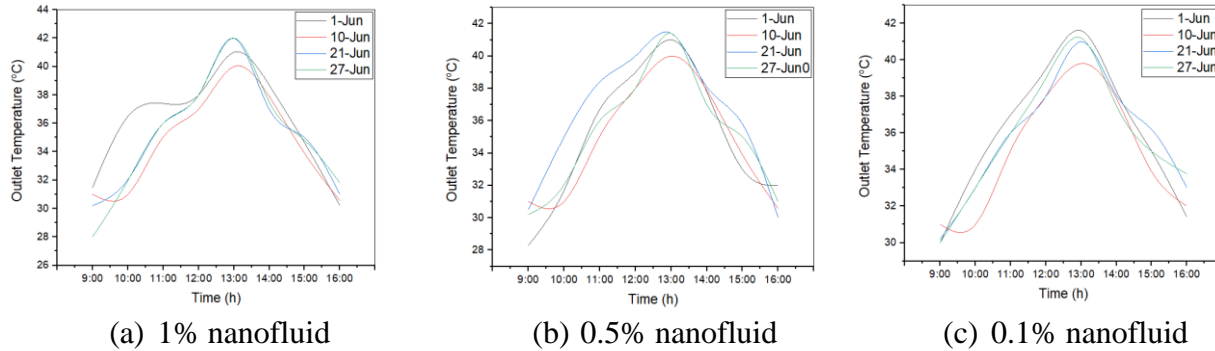 44
42
40
38
36
34
32
30
28
26
Outlet Temperature (°C)
1-Jun
10-Jun
21-Jun
27-Jun
9:00 10:00 11:00 12:00 13:00 14:00 15:00 16:00
Time (h)
(a) 1% nanofluid
42
40
38
36
34
32
30
28
Outlet Temperature (°C)
1-Jun
10-Jun
21-Jun
27-Jun0
9:00 10:00 11:00 12:00 13:00 14:00 15:00 16:00
Time (h)
(b) 0.5% nanofluid
42
40
38
36
34
32
30
Outlet Temperature (°C)
1-Jun
10-Jun
21-Jun
27-Jun
9:00 10:00 11:00 12:00 13:00 14:00 15:00 16:00
Time (h)
(c) 0.1% nanofluid